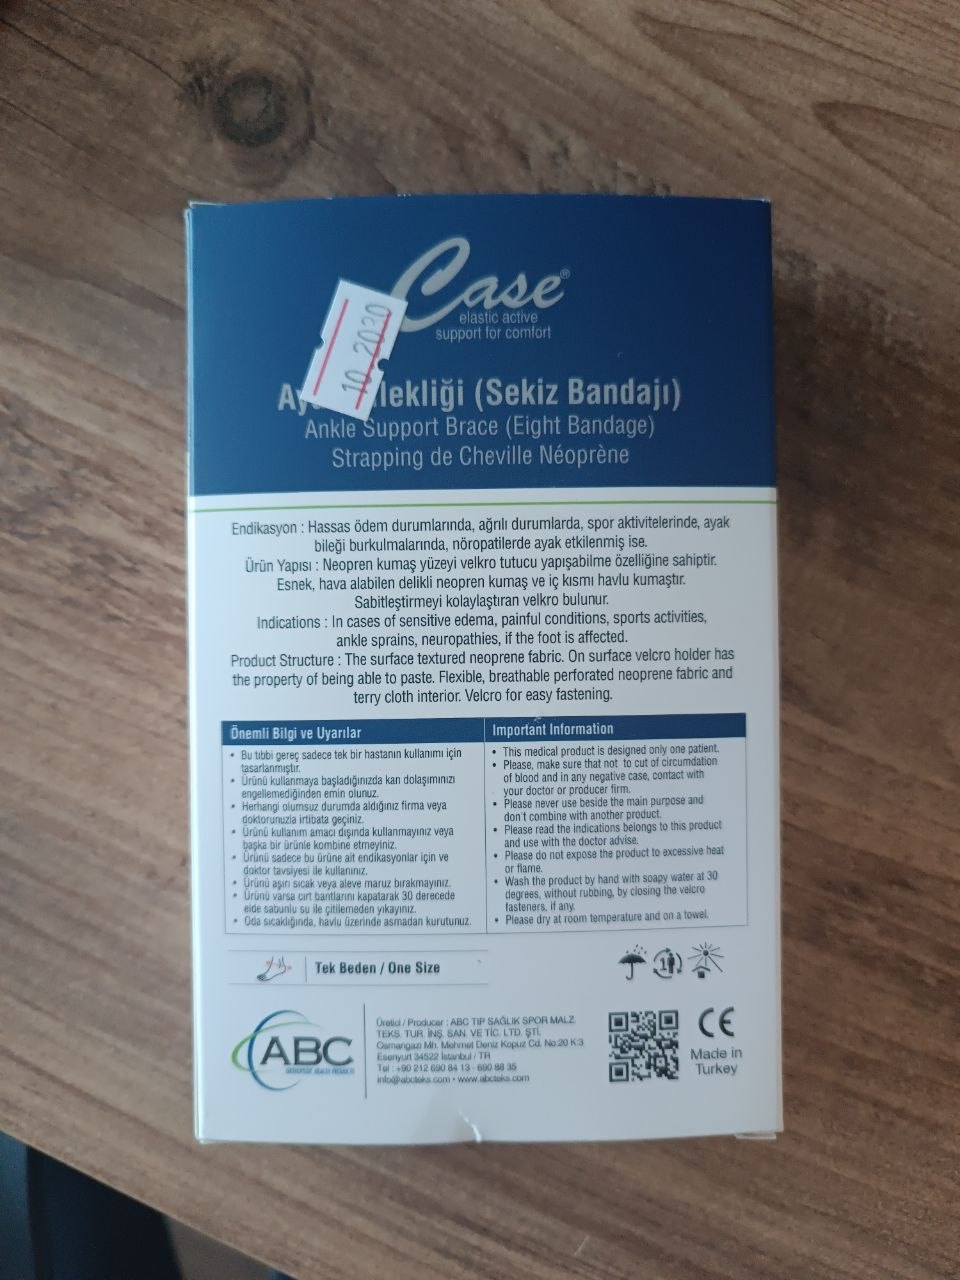 Case®
elastic active
support for comfort
10 2030
(Sekiz Bandajı)
Ankle Support Brace (Eight Bandage)
Strapping de Cheville Néoprène
Endikasyon : Hassas ödem durumlarında, ağrılı durumlarda, spor aktivitelerinde, ayak
bileği burkulmalarında, nöropatilerde ayak etkilenmiş ise.
Ürün Yapısı : Neopren kumaş yüzeyi velkro tutucu yapışabilme özelliğine sahiptir.
Esnek, hava alabilen delikli neopren kumaş ve iç kısmı havlu kumaştır.
Sabitleştirmeyi kolaylaştıran velkro bulunur.
Indications : In cases of sensitive edema, painful conditions, sports activities,
ankle sprains, neuropathies, if the foot is affected.
Product Structure : The surface textured neoprene fabric. On surface velcro holder has
the property of being able to paste. Flexible, breathable perforated neoprene fabric and
terry cloth interior. Velcro for easy fastening.
Önemli Bilgi ve Uyarılar
• Bu tıbbi gereç sadece tek bir hastanın kullanımı için
tasarlanmıştır.
• Ürünü kullanmaya başladığınızda kan dolaşımınızı
engellemediğinden emin olunuz.
• Herhangi olumsuz durumda aldığınız firma veya
doktorunuzla irtibata geçiniz.
• Ürünü kullanım amacı dışında kullanmayınız veya
başka bir ürünle kombine etmeyiniz.
• Ürünü sadece bu ürüne ait endikasyonlar için ve
doktor tavsiyesi ile kullanınız.
• Ürünü aşırı sıcak veya aleve maruz bırakmayınız.
• Ürünü varsa cırt bantlarını kapatarak 30 derecede
elde sabunlu su ile çitilemeden yıkayınız.
• Oda sıcaklığında, havlu üzerinde asmadan kurutunuz.
Important Information
• This medical product is designed only one patient.
• Please, make sure that not to cut of circumdation
of blood and in any negative case, contact with
your doctor or producer firm.
• Please never use beside the main purpose and
don't combine with another product.
• Please read the indications belongs to this product
and use with the doctor advise.
• Please do not expose the product to excessive heat
or flame.
• Wash the product by hand with soapy water at 30
degrees, without rubbing, by closing the velcro
fasteners, if any.
• Please dry at room temperature and on a towel.
Tek Beden / One Size
1
ABC
Üretici / Producer : ABC TIP SAĞLIK SPOR MALZ.
TEKS. TUR. İNŞ. SAN. VE TİC. LTD. ŞTİ.
Osmangazi Mh. Mehmet Deniz Kopuz Cd. No:20 K:3
Esenyurt 34522 İstanbul / TR
Tel : +90 212 690 84 13 - 690 88 35
info@abcteks.com • www.abcteks.com
CE
Made in
Turkey